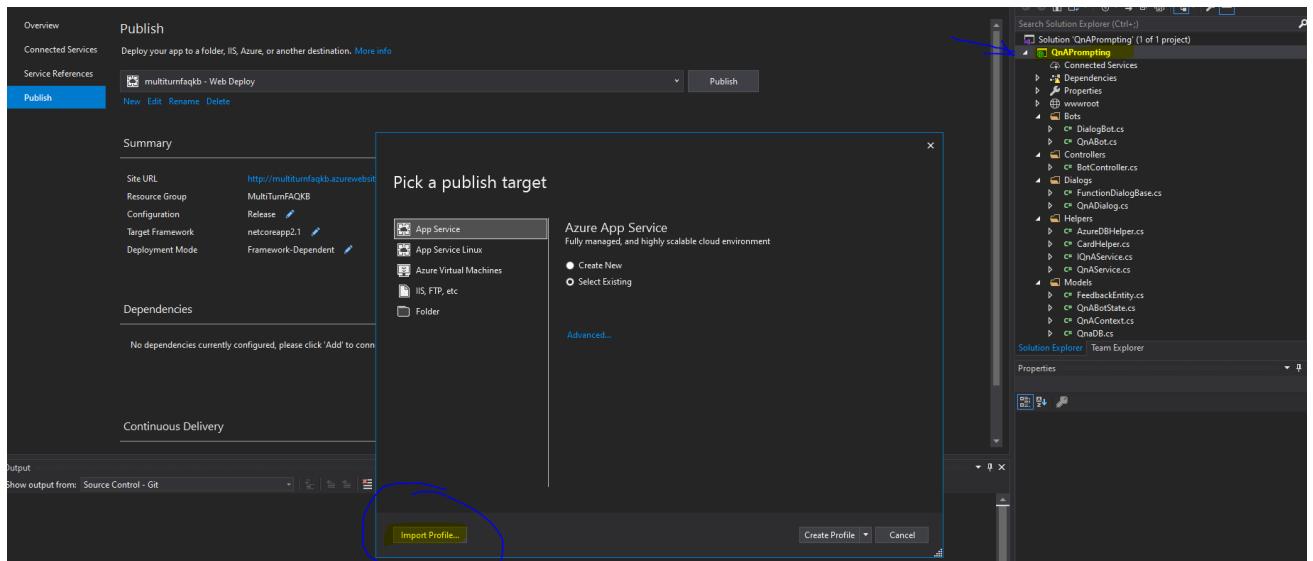 Overview
Connected Services
Service References
Publish
Publish
Deploy your app to a folder, IIS, Azure, or another destination. More info
multiturnfaqkb - Web Deploy
Publish
New Edit Rename Delete
Summary
Site URL http://multiturnfaqkb.azurewebsit
Resource Group MultiTurnFAQKB
Configuration Release
Target Framework netcoreapp2.1
Deployment Mode Framework-Dependent
Dependencies
No dependencies currently configured, please click 'Add' to conn
Continuous Delivery
Pick a publish target
App Service
App Service Linux
Azure Virtual Machines
IIS, FTP, etc
Folder
Azure App Service
Fully managed, and highly scalable cloud environment
Create New
Select Existing
Advanced...
Import Profile...
Create Profile
Cancel
Output
Show output from: Source Control - Git
Search Solution Explorer (Ctrl+;)
Solution 'QnAPrompting' (1 of 1 project)
QnAPrompting
Connected Services
Dependencies
Properties
wwwroot
Bots
C# DialogBot.cs
C# QnABot.cs
Controllers
C# BotController.cs
Dialogs
C# FunctionDialogBase.cs
C# QnADialog.cs
Helpers
C# AzureDBHelper.cs
C# CardHelper.cs
C# IQnAService.cs
C# QnAService.cs
Models
C# FeedbackEntity.cs
C# QnABotState.cs
C# QnAContext.cs
C# QnaDB.cs
Solution Explorer Team Explorer
Properties